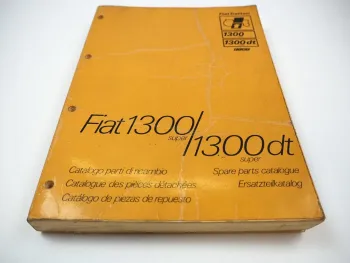 Fiat Trattori
1300
1300 dt
Fiat 1300/1300 dt
super
super
Catalogo parti di ricambio
Catalogue des pièces détachées
Catálogo de piezas de repuesto
Spare parts catalogue
Ersatzteilkatalog